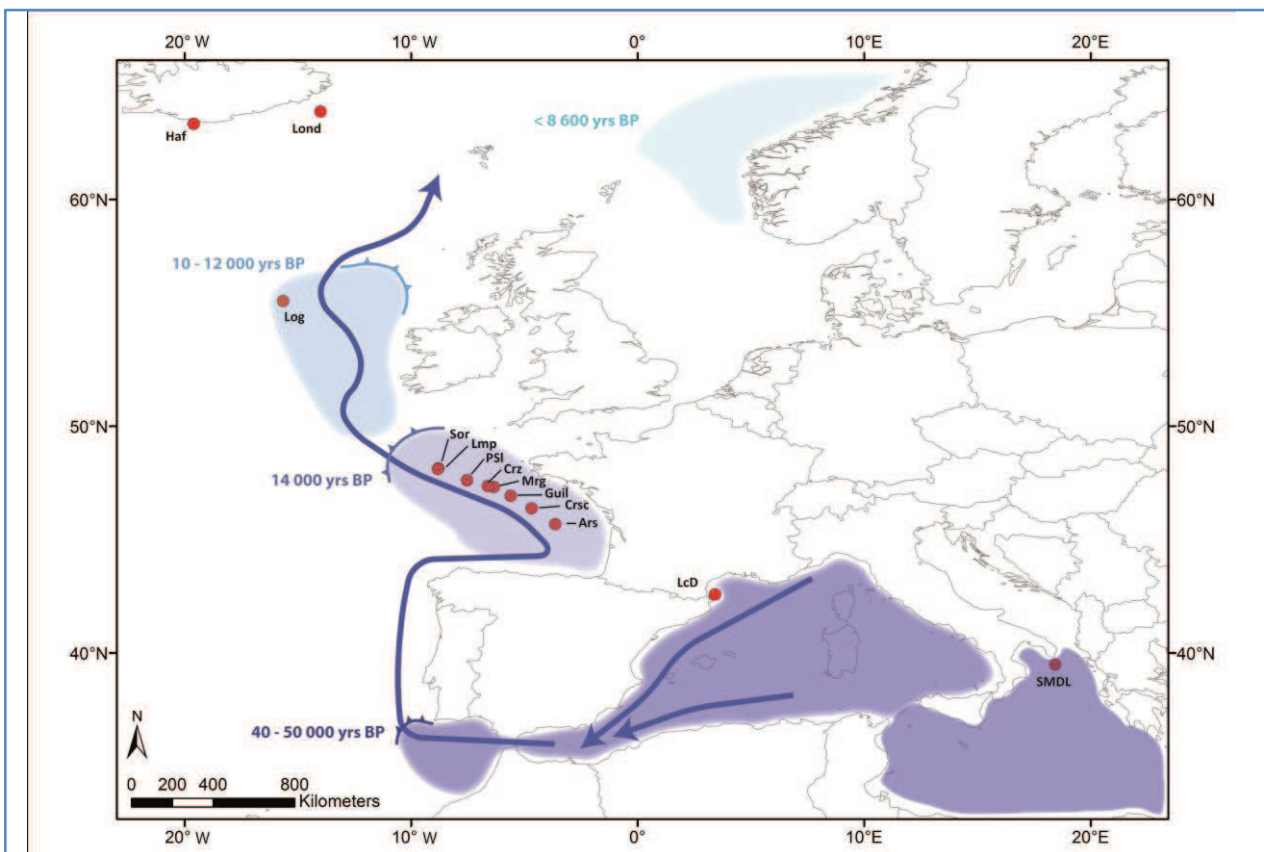 20° W 10° W 0° 10°E 20°E
Haf
Lond
< 8 600 yrs BP
60°N 60°N
10 - 12 000 yrs BP
Log
50°N 50°N
Sor
Lmp
PSI
Crz
Mrg
Guil
Crsc
Ars
14 000 yrs BP
LcD
40°N 40°N
SMDL
40 - 50 000 yrs BP
N
0 200 400 800
Kilometers
20° W 10° W 0° 10°E 20°E